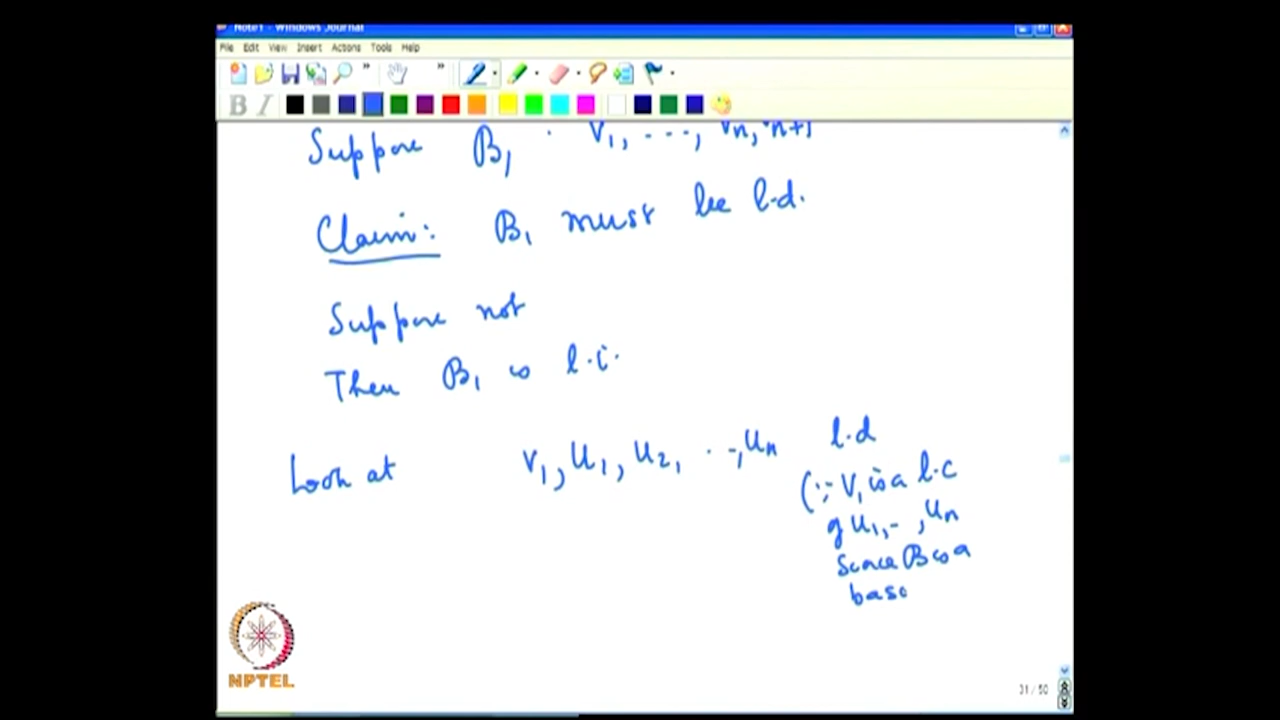 Note1 - Windows Journal
File Edit View Insert Actions Tools Help
B I
Suppose B1 : v1, ..., vn, vn+1
Claim: B1 must be l.d.
Suppose not
Then B1 is l.i.
Look at v1, u1, u2, ..., un l.d
(∵ v1 is a l.c
of u1, -, un
Since B is a
basi
NPTEL
31 / 50